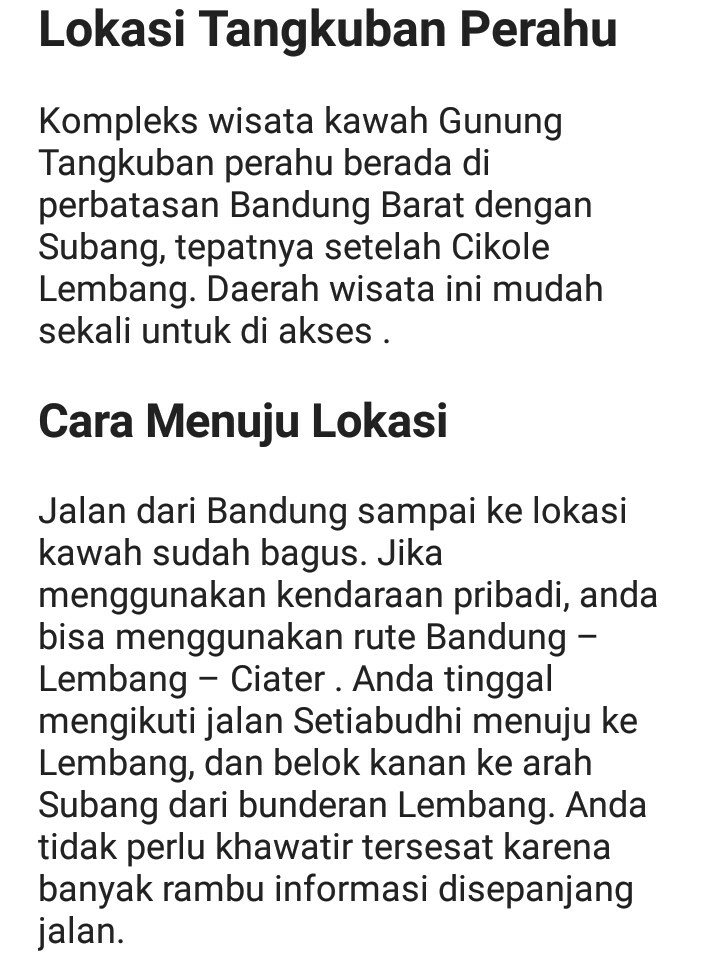 Lokasi Tangkuban Perahu
Kompleks wisata kawah Gunung
Tangkuban perahu berada di
perbatasan Bandung Barat dengan
Subang, tepatnya setelah Cikole
Lembang. Daerah wisata ini mudah
sekali untuk di akses .
Cara Menuju Lokasi
Jalan dari Bandung sampai ke lokasi
kawah sudah bagus. Jika
menggunakan kendaraan pribadi, anda
bisa menggunakan rute Bandung –
Lembang – Ciater . Anda tinggal
mengikuti jalan Setiabudhi menuju ke
Lembang, dan belok kanan ke arah
Subang dari bunderan Lembang. Anda
tidak perlu khawatir tersesat karena
banyak rambu informasi disepanjang
jalan.